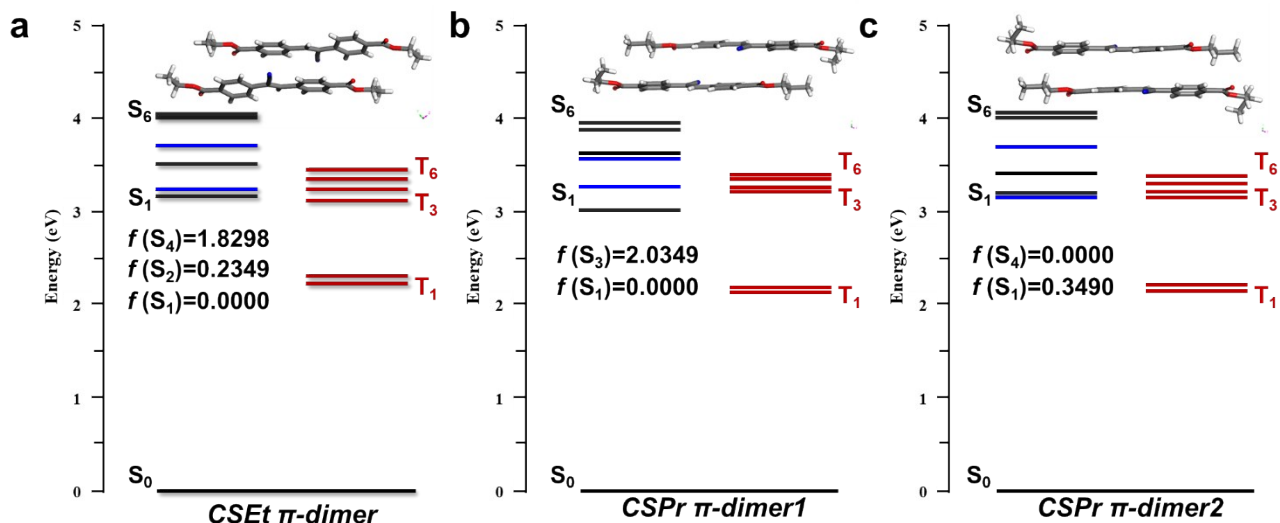 a
Energy (eV)
5
4
3
2
1
0
S6
S1
S0
T6
T3
T1
f (S4)=1.8298
f (S2)=0.2349
f (S1)=0.0000
CSEt π-dimer
b
Energy (eV)
5
4
3
2
1
0
S6
S1
S0
T6
T3
T1
f (S3)=2.0349
f (S1)=0.0000
CSPr π-dimer1
c
Energy (eV)
5
4
3
2
1
0
S6
S1
S0
T6
T3
T1
f (S4)=0.0000
f (S1)=0.3490
CSPr π-dimer2